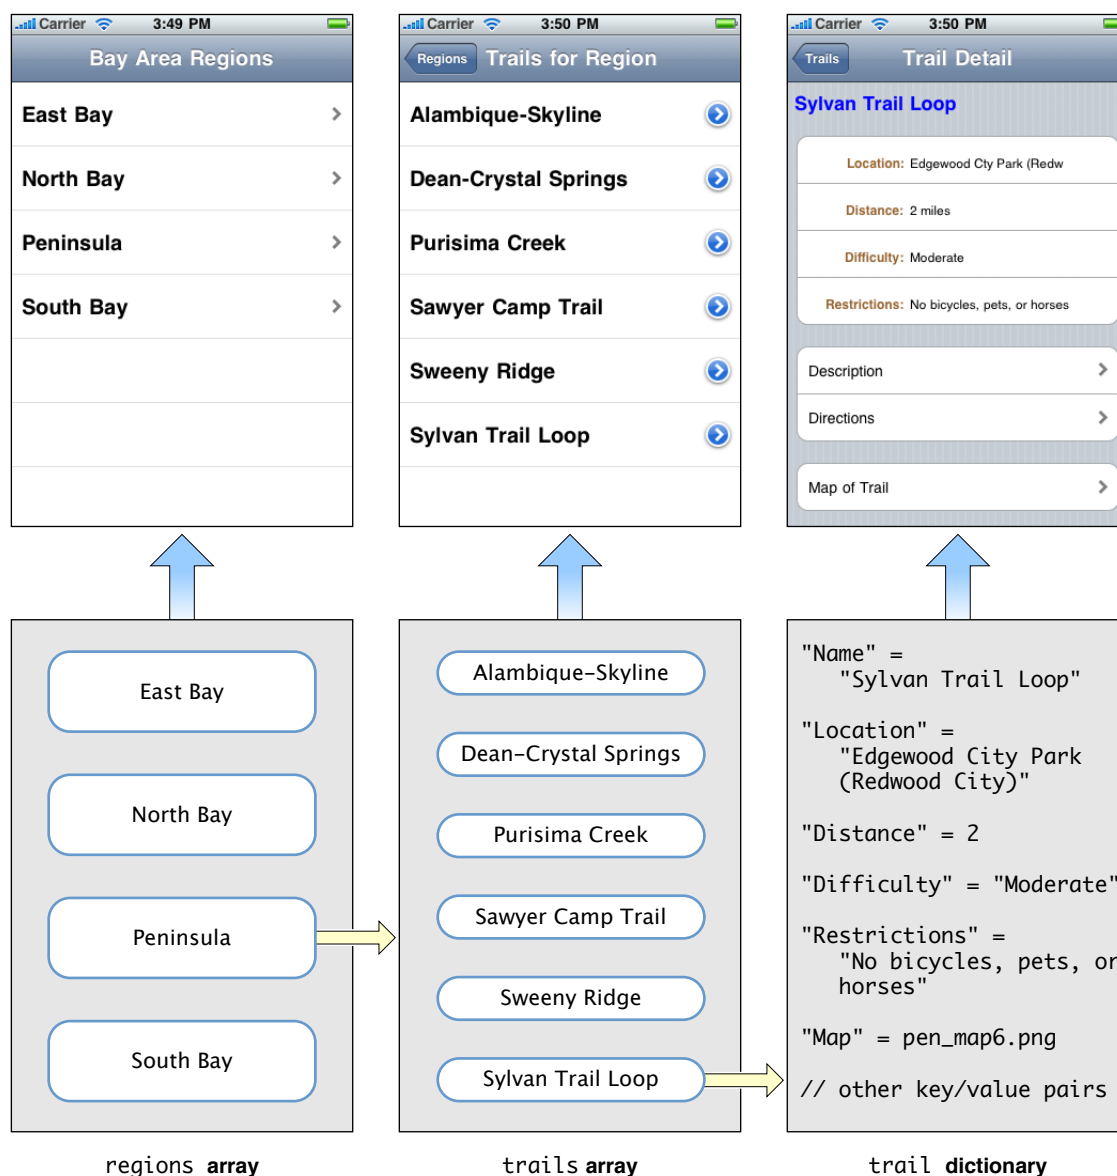 Carrier 3:49 PM
Bay Area Regions
East Bay
North Bay
Peninsula
South Bay
Carrier 3:50 PM
Regions Trails for Region
Alambique-Skyline
Dean-Crystal Springs
Purisima Creek
Sawyer Camp Trail
Sweeny Ridge
Sylvan Trail Loop
Carrier 3:50 PM
Trails Trail Detail
Sylvan Trail Loop
Location: Edgewood Cty Park (Redw
Distance: 2 miles
Difficulty: Moderate
Restrictions: No bicycles, pets, or horses
Description
Directions
Map of Trail
East Bay
North Bay
Peninsula
South Bay
regions array
Alambique-Skyline
Dean-Crystal Springs
Purisima Creek
Sawyer Camp Trail
Sweeny Ridge
Sylvan Trail Loop
trails array
"Name" =
"Sylvan Trail Loop"
"Location" =
"Edgewood City Park
(Redwood City)"
"Distance" = 2
"Difficulty" = "Moderate"
"Restrictions" =
"No bicycles, pets, or
horses"
"Map" = pen_map6.png
// other key/value pairs
trail dictionary